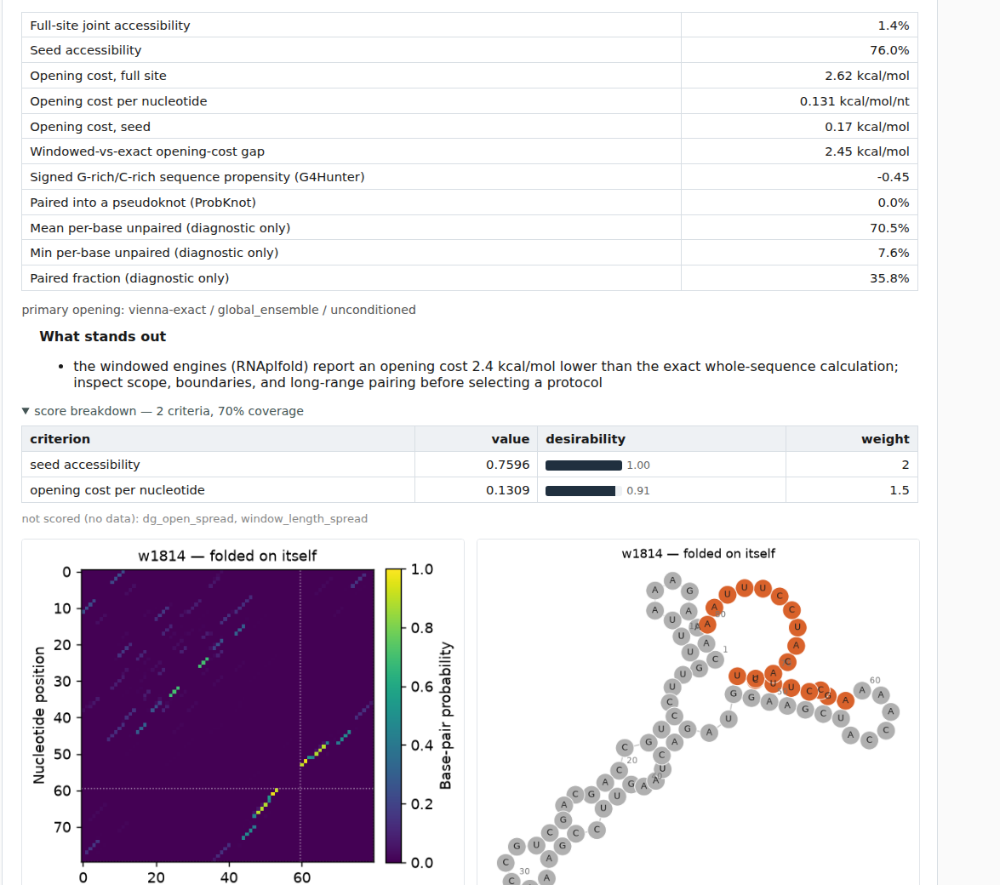 Full-site joint accessibility 1.4%
Seed accessibility 76.0%
Opening cost, full site 2.62 kcal/mol
Opening cost per nucleotide 0.131 kcal/mol/nt
Opening cost, seed 0.17 kcal/mol
Windowed-vs-exact opening-cost gap 2.45 kcal/mol
Signed G-rich/C-rich sequence propensity (G4Hunter) -0.45
Paired into a pseudoknot (ProbKnot) 0.0%
Mean per-base unpaired (diagnostic only) 70.5%
Min per-base unpaired (diagnostic only) 7.6%
Paired fraction (diagnostic only) 35.8%
primary opening: vienna-exact / global_ensemble / unconditioned
What stands out
• the windowed engines (RNAplfold) report an opening cost 2.4 kcal/mol lower than the exact whole-sequence calculation;
inspect scope, boundaries, and long-range pairing before selecting a protocol
▼ score breakdown — 2 criteria, 70% coverage
criterion value desirability weight
seed accessibility 0.7596 1.00 2
opening cost per nucleotide 0.1309 0.91 1.5
not scored (no data): dg_open_spread, window_length_spread
w1814 — folded on itself
0
10
20
30
40
50
60
70
Nucleotide position
0 20 40 60
1.0
0.8
0.6
0.4
0.2
0.0
Base-pair probability
w1814 — folded on itself
1
60
20
30